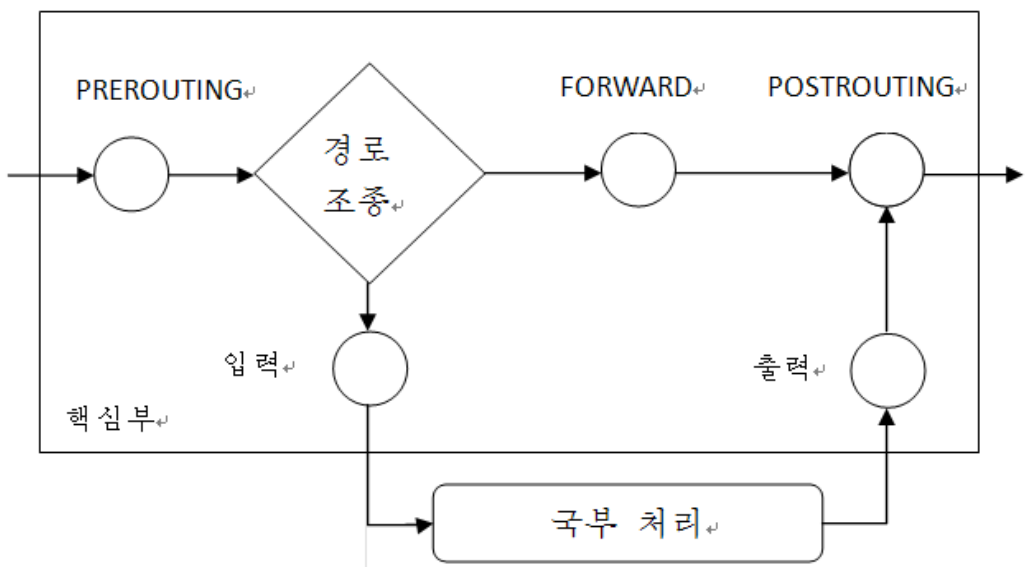 PREROUTING
FORWARD
POSTROUTING
경로
조종
입력
출력
핵심부
국부 처리